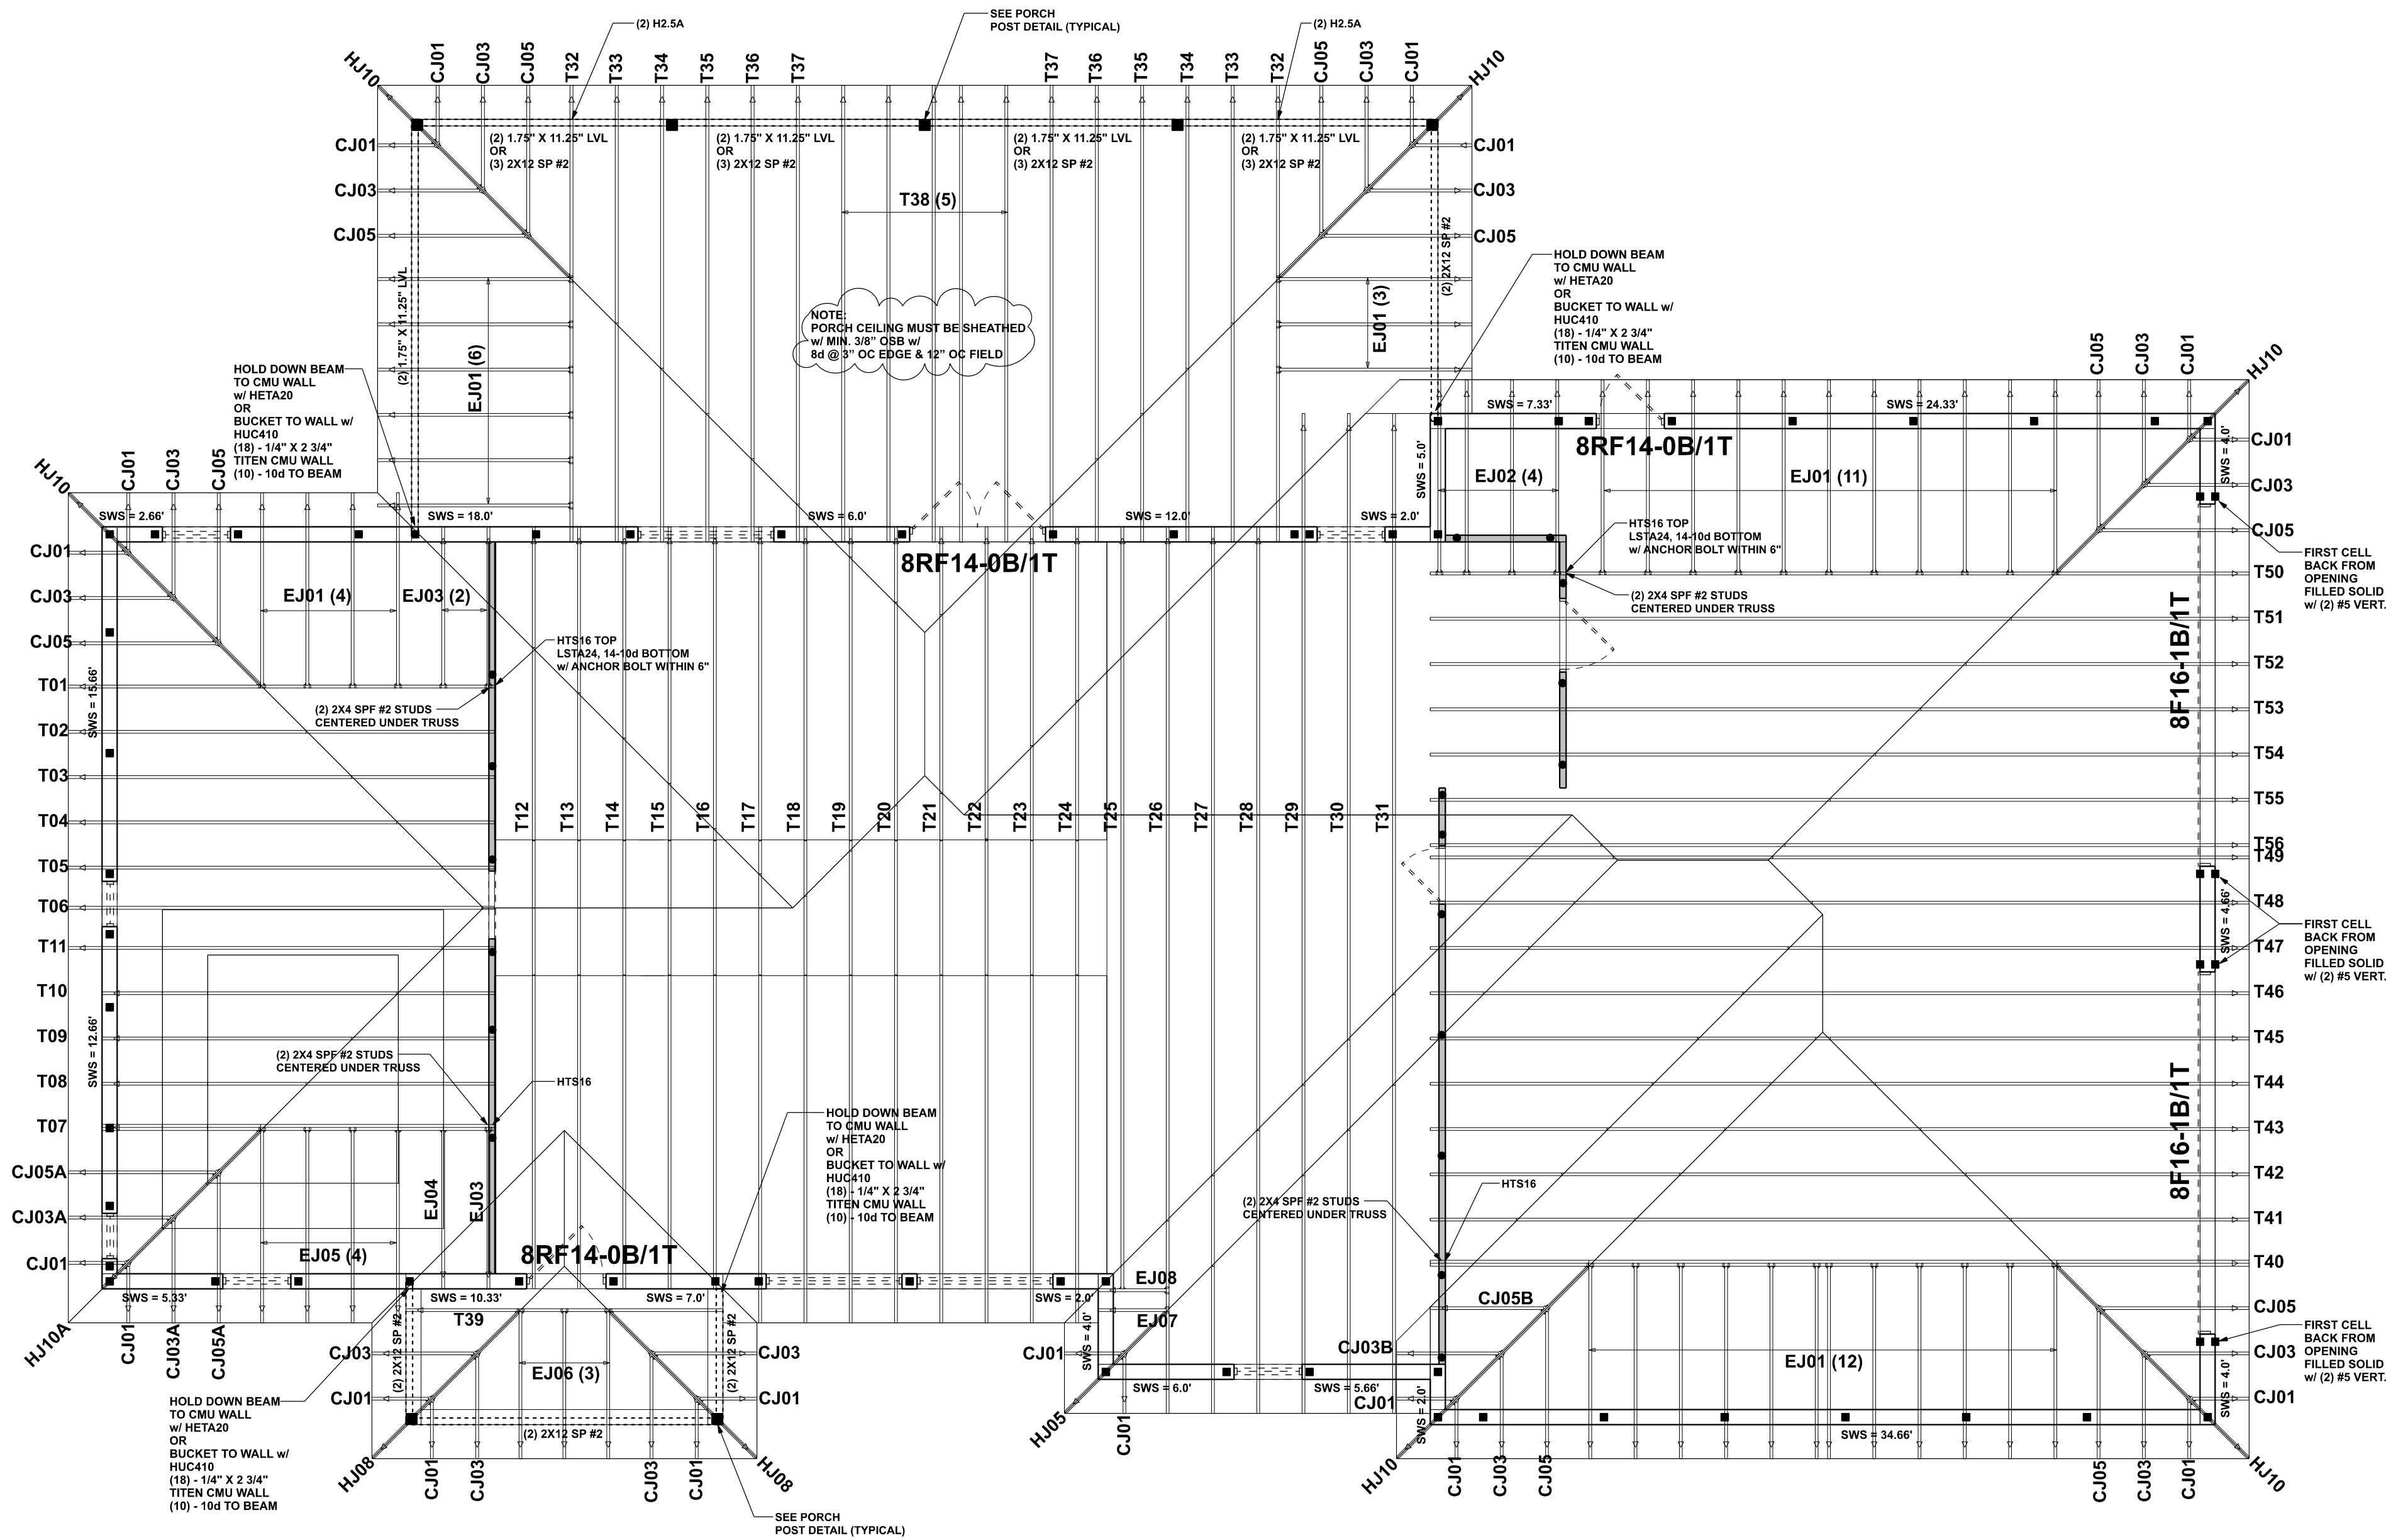 (2) H2.5A
SEE PORCH
POST DETAIL (TYPICAL)
(2) H2.5A
HJ10
CJ01
CJ03
CJ05
T32
T33
T34
T35
T36
T37
T37
T36
T35
T34
T33
T32
CJ05
CJ03
CJ01
HJ10
CJ01
CJ03
CJ05
(2) 1.75" X 11.25" LVL
OR
(3) 2X12 SP #2
(2) 1.75" X 11.25" LVL
OR
(3) 2X12 SP #2
(2) 1.75" X 11.25" LVL
OR
(3) 2X12 SP #2
(2) 1.75" X 11.25" LVL
OR
(3) 2X12 SP #2
CJ01
CJ03
CJ05
T38 (5)
(2) 2X12 SP #2
(2) 1.75" X 11.25" LVL
EJ01 (6)
EJ01 (3)
NOTE:
PORCH CEILING MUST BE SHEATHED
w/ MIN. 3/8" OSB w/
8d @ 3" OC EDGE & 12" OC FIELD
HOLD DOWN BEAM
TO CMU WALL
w/ HETA20
OR
BUCKET TO WALL w/
HUC410
(18) - 1/4" X 2 3/4"
TITEN CMU WALL
(10) - 10d TO BEAM
HOLD DOWN BEAM
TO CMU WALL
w/ HETA20
OR
BUCKET TO WALL w/
HUC410
(18) - 1/4" X 2 3/4"
TITEN CMU WALL
(10) - 10d TO BEAM
CJ05
CJ03
CJ01
HJ10
SWS = 7.33'
SWS = 24.33'
8RF14-0B/1T
SWS = 5.0'
SWS = 4.0'
EJ02 (4)
EJ01 (11)
CJ01
CJ03
CJ05
HJ10
CJ01
CJ03
CJ05
SWS = 2.66'
SWS = 18.0'
SWS = 6.0'
SWS = 12.0'
SWS = 2.0'
8RF14-0B/1T
HTS16 TOP
LSTA24, 14-10d BOTTOM
w/ ANCHOR BOLT WITHIN 6"
(2) 2X4 SPF #2 STUDS
CENTERED UNDER TRUSS
FIRST CELL
BACK FROM
OPENING
FILLED SOLID
w/ (2) #5 VERT.
CJ01
CJ03
CJ05
T01
T02
T03
T04
T05
T06
T11
T10
T09
T08
T07
CJ05A
CJ03A
CJ01
EJ01 (4)
EJ03 (2)
HTS16 TOP
LSTA24, 14-10d BOTTOM
w/ ANCHOR BOLT WITHIN 6"
(2) 2X4 SPF #2 STUDS
CENTERED UNDER TRUSS
SWS = 15.66'
SWS = 12.66'
T12
T13
T14
T15
T16
T17
T18
T19
T20
T21
T22
T23
T24
T25
T26
T27
T28
T29
T30
T31
T50
T51
T52
T53
T54
T55
T56
T49
T48
T47
T46
T45
T44
T43
T42
T41
T40
8F16-1B/1T
SWS = 4.66'
FIRST CELL
BACK FROM
OPENING
FILLED SOLID
w/ (2) #5 VERT.
8F16-1B/1T
(2) 2X4 SPF #2 STUDS
CENTERED UNDER TRUSS
HTS16
HOLD DOWN BEAM
TO CMU WALL
w/ HETA20
OR
BUCKET TO WALL w/
HUC410
(18) - 1/4" X 2 3/4"
TITEN CMU WALL
(10) - 10d TO BEAM
(2) 2X4 SPF #2 STUDS
CENTERED UNDER TRUSS
HTS16
EJ04
EJ03
EJ05 (4)
8RF14-0B/1T
SWS = 5.33'
SWS = 10.33'
SWS = 7.0'
SWS = 2.0'
EJ08
EJ07
HJ10A
CJ01
CJ03A
CJ05A
T39
(2) 2X12 SP #2
(2) 2X12 SP #2
CJ03
CJ01
EJ06 (3)
CJ03
CJ01
(2) 2X12 SP #2
HJ08
CJ01
CJ03
CJ03
CJ01
HJ08
HOLD DOWN BEAM
TO CMU WALL
w/ HETA20
OR
BUCKET TO WALL w/
HUC410
(18) - 1/4" X 2 3/4"
TITEN CMU WALL
(10) - 10d TO BEAM
SEE PORCH
POST DETAIL (TYPICAL)
CJ01
SWS = 4.0'
SWS = 6.0'
SWS = 5.66'
HJ05
CJ01
CJ05B
CJ03B
CJ01
SWS = 2.0'
EJ01 (12)
SWS = 34.66'
SWS = 4.0'
CJ05
CJ03
CJ01
FIRST CELL
BACK FROM
OPENING
FILLED SOLID
w/ (2) #5 VERT.
HJ10
CJ01
CJ03
CJ05
CJ05
CJ03
CJ01
HJ10